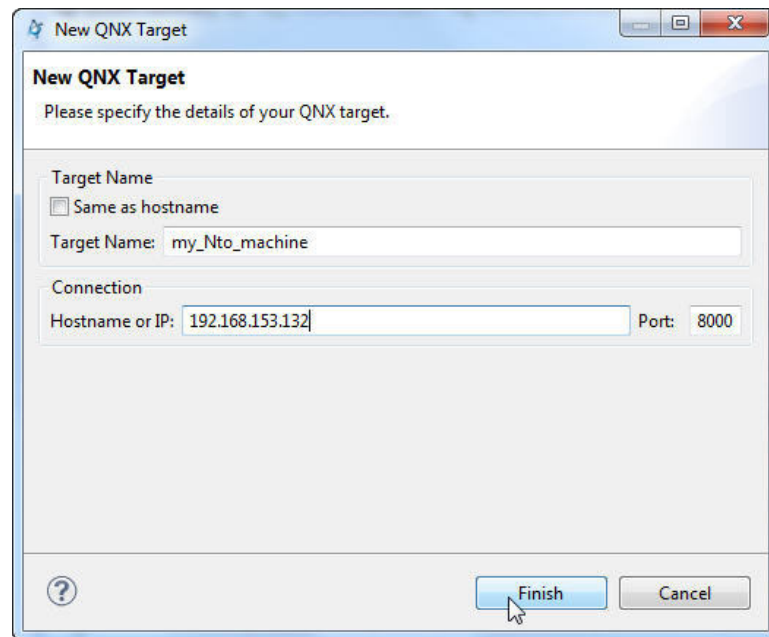 New QNX Target
New QNX Target
Please specify the details of your QNX target.
Target Name
Same as hostname
Target Name: my_Nto_machine
Connection
Hostname or IP: 192.168.153.132 Port: 8000
? Finish Cancel